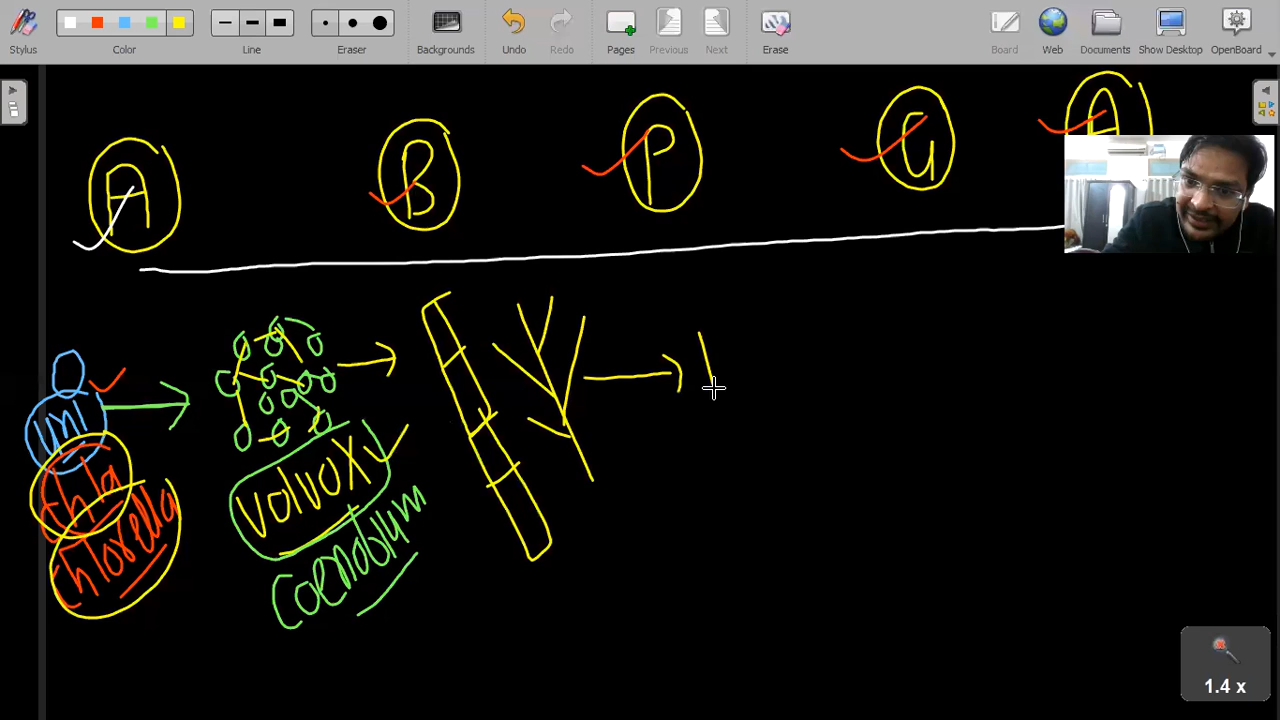 Stylus Color Line Eraser Backgrounds Undo Redo Pages Previous Next Erase Board Web Documents Show Desktop OpenBoard
A B P G A
uni
chla
chlorella
volvox
coenobium
1.4 x